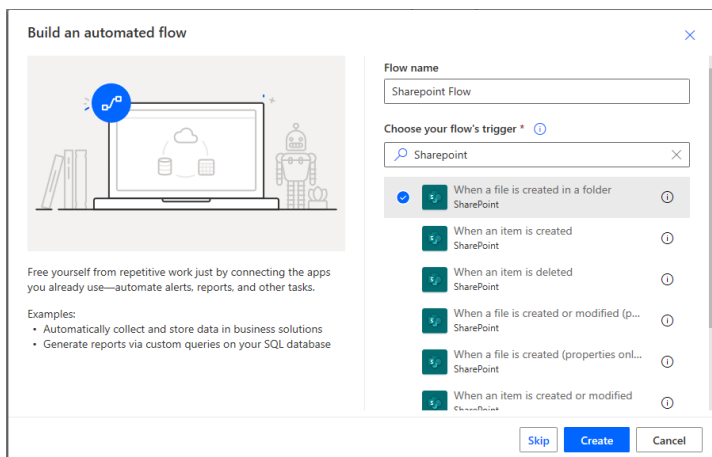 Build an automated flow
Free yourself from repetitive work just by connecting the apps
you already use—automate alerts, reports, and other tasks.
Examples:
• Automatically collect and store data in business solutions
• Generate reports via custom queries on your SQL database
Flow name
Sharepoint Flow
Choose your flow's trigger *
Sharepoint
When a file is created in a folder
SharePoint
When an item is created
SharePoint
When an item is deleted
SharePoint
When a file is created or modified (p...
SharePoint
When a file is created (properties onl...
SharePoint
When an item is created or modified
SharePoint
Skip
Create
Cancel